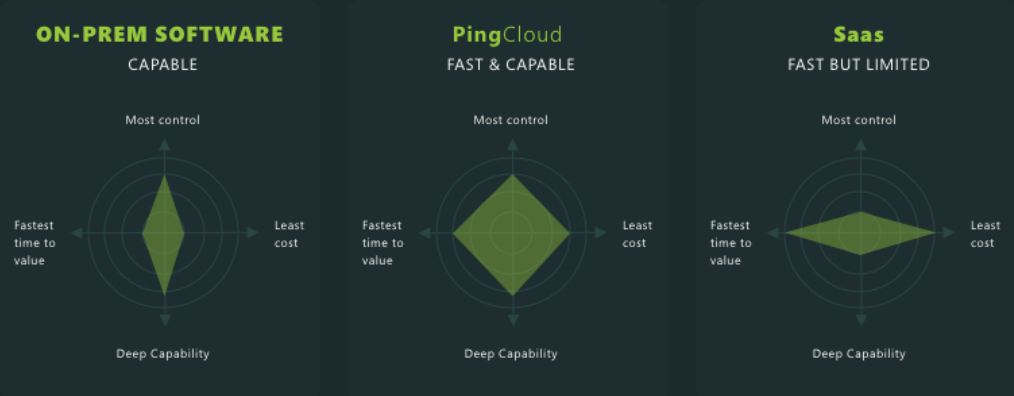 ON-PREM SOFTWARE
CAPABLE
Most control
Fastest
time to
value
Least
cost
Deep Capability
PingCloud
FAST & CAPABLE
Most control
Fastest
time to
value
Least
cost
Deep Capability
Saas
FAST BUT LIMITED
Most control
Fastest
time to
value
Least
cost
Deep Capability